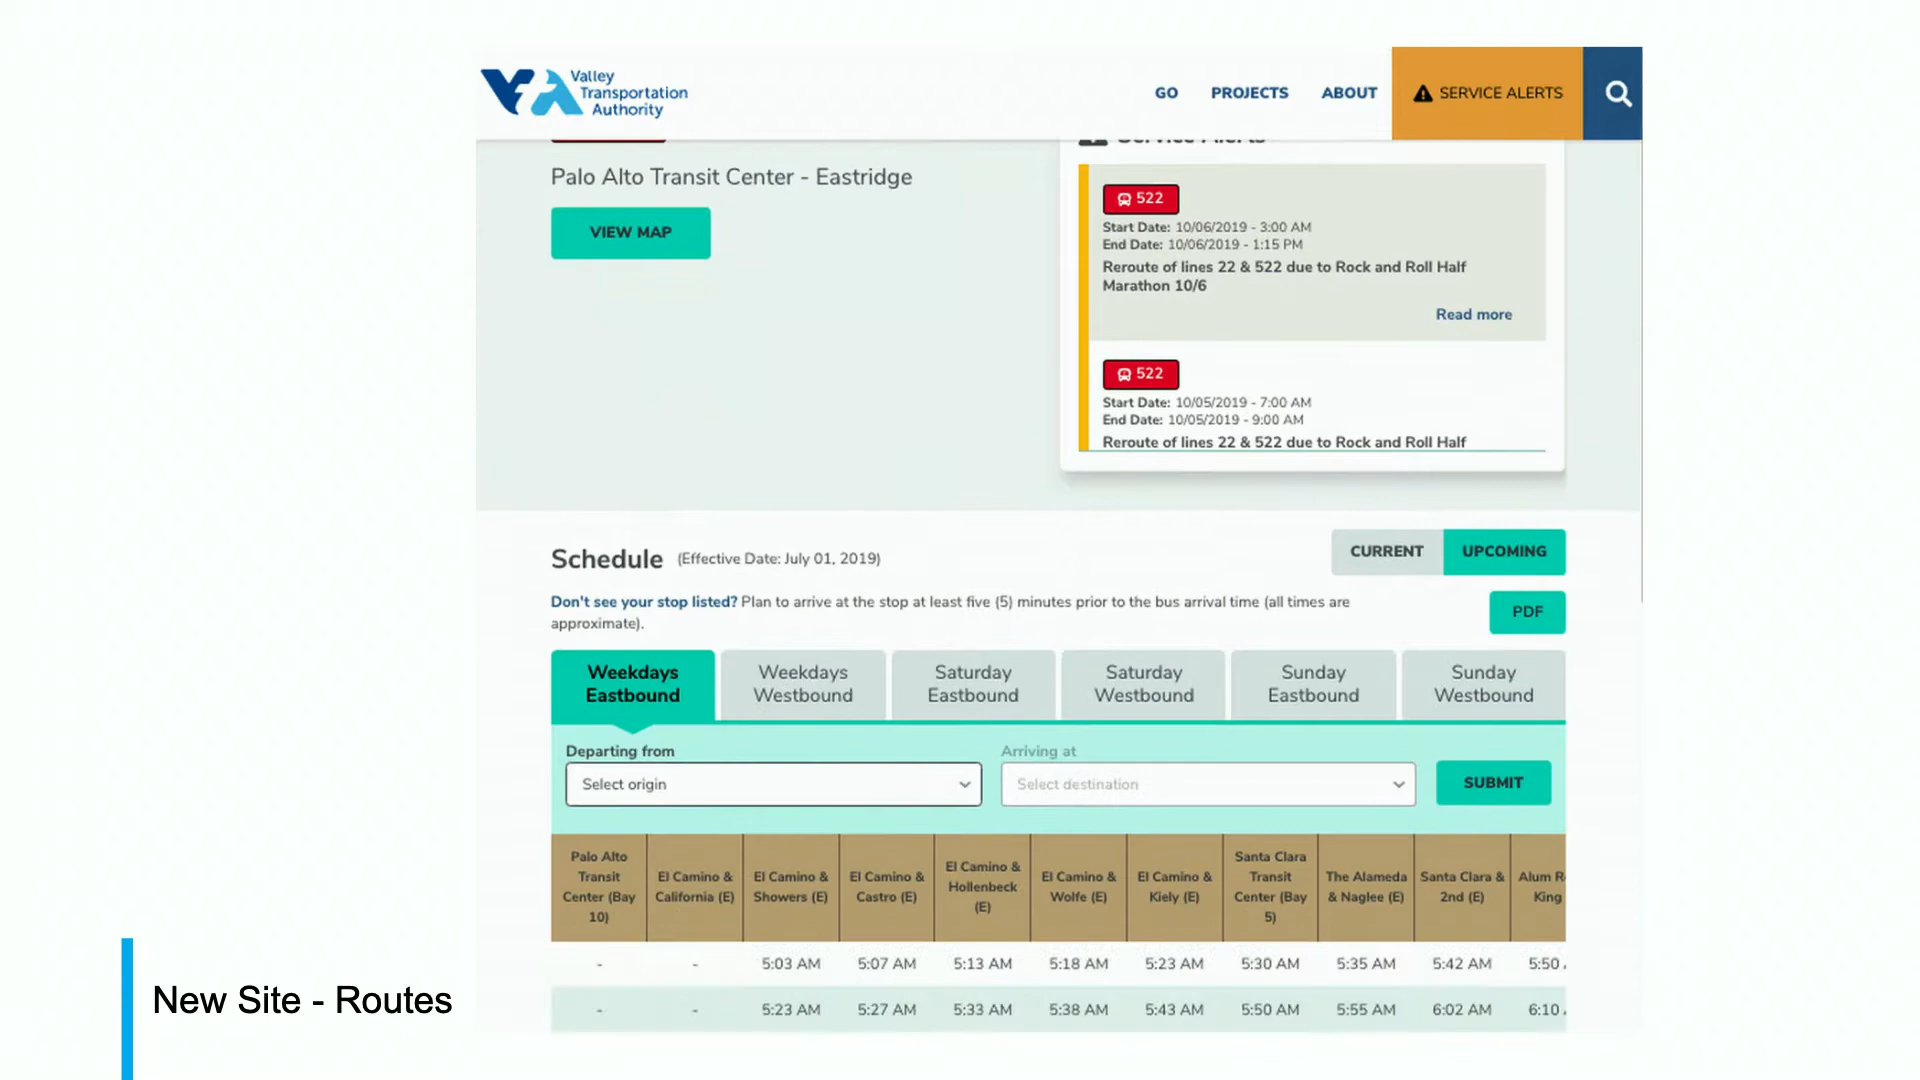 Valley
Transportation
Authority
GO
PROJECTS
ABOUT
SERVICE ALERTS
Service Alerts
Palo Alto Transit Center - Eastridge
VIEW MAP
522
Start Date: 10/06/2019 - 3:00 AM
End Date: 10/06/2019 - 1:15 PM
Reroute of lines 22 & 522 due to Rock and Roll Half
Marathon 10/6
Read more
522
Start Date: 10/05/2019 - 7:00 AM
End Date: 10/05/2019 - 9:00 AM
Reroute of lines 22 & 522 due to Rock and Roll Half
Schedule (Effective Date: July 01, 2019)
CURRENT
UPCOMING
Don't see your stop listed? Plan to arrive at the stop at least five (5) minutes prior to the bus arrival time (all times are
approximate).
PDF
Weekdays
Eastbound
Weekdays
Westbound
Saturday
Eastbound
Saturday
Westbound
Sunday
Eastbound
Sunday
Westbound
Departing from
Select origin
Arriving at
Select destination
SUBMIT
Palo Alto
Transit
Center (Bay
10)
El Camino &
California (E)
El Camino &
Showers (E)
El Camino &
Castro (E)
El Camino &
Hollenbeck
(E)
El Camino &
Wolfe (E)
El Camino &
Kiely (E)
Santa Clara
Transit
Center (Bay
5)
The Alameda
& Naglee (E)
Santa Clara &
2nd (E)
Alum
King
- - 5:03 AM 5:07 AM 5:13 AM 5:18 AM 5:23 AM 5:30 AM 5:35 AM 5:42 AM 5:50
- - 5:23 AM 5:27 AM 5:33 AM 5:38 AM 5:43 AM 5:50 AM 5:55 AM 6:02 AM 6:10
New Site - Routes